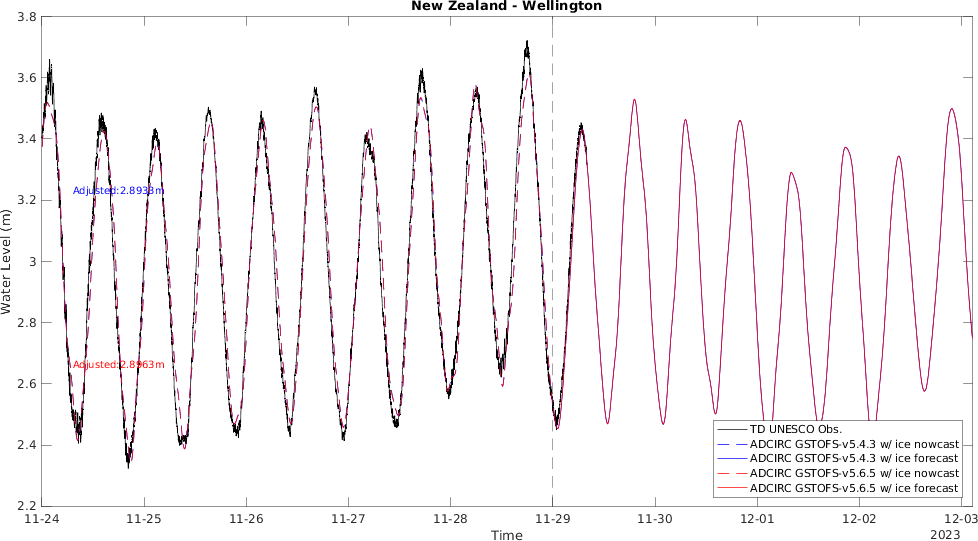 New Zealand - Wellington
3.8
3.6
3.4
3.2
3
2.8
2.6
2.4
2.2
Water Level (m)
Adjusted:2.8933m
Adjusted:2.8963m
TD UNESCO Obs.
ADCIRC GSTOFS-v5.4.3 w/ ice nowcast
ADCIRC GSTOFS-v5.4.3 w/ ice forecast
ADCIRC GSTOFS-v5.6.5 w/ ice nowcast
ADCIRC GSTOFS-v5.6.5 w/ ice forecast
11-24 11-25 11-26 11-27 11-28 11-29 11-30 12-01 12-02 12-03
Time
2023